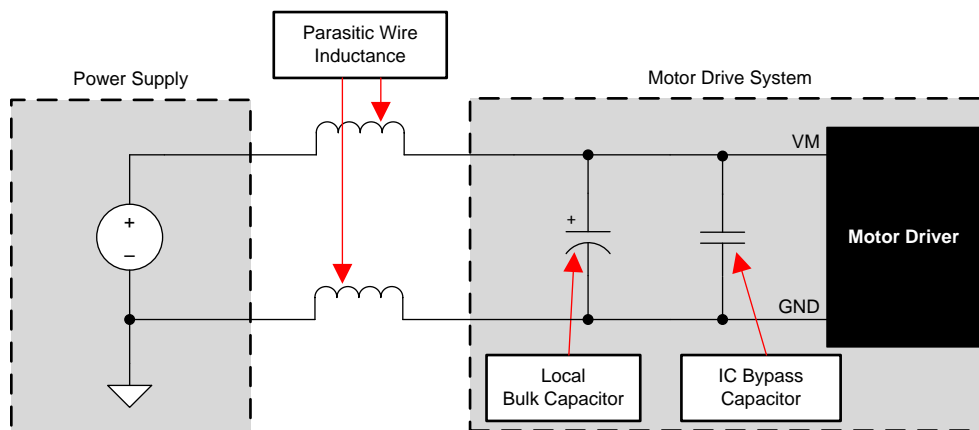 Parasitic Wire
Inductance
Power Supply
Motor Drive System
VM
+
–
+
Motor Driver
GND
Local
Bulk Capacitor
IC Bypass
Capacitor